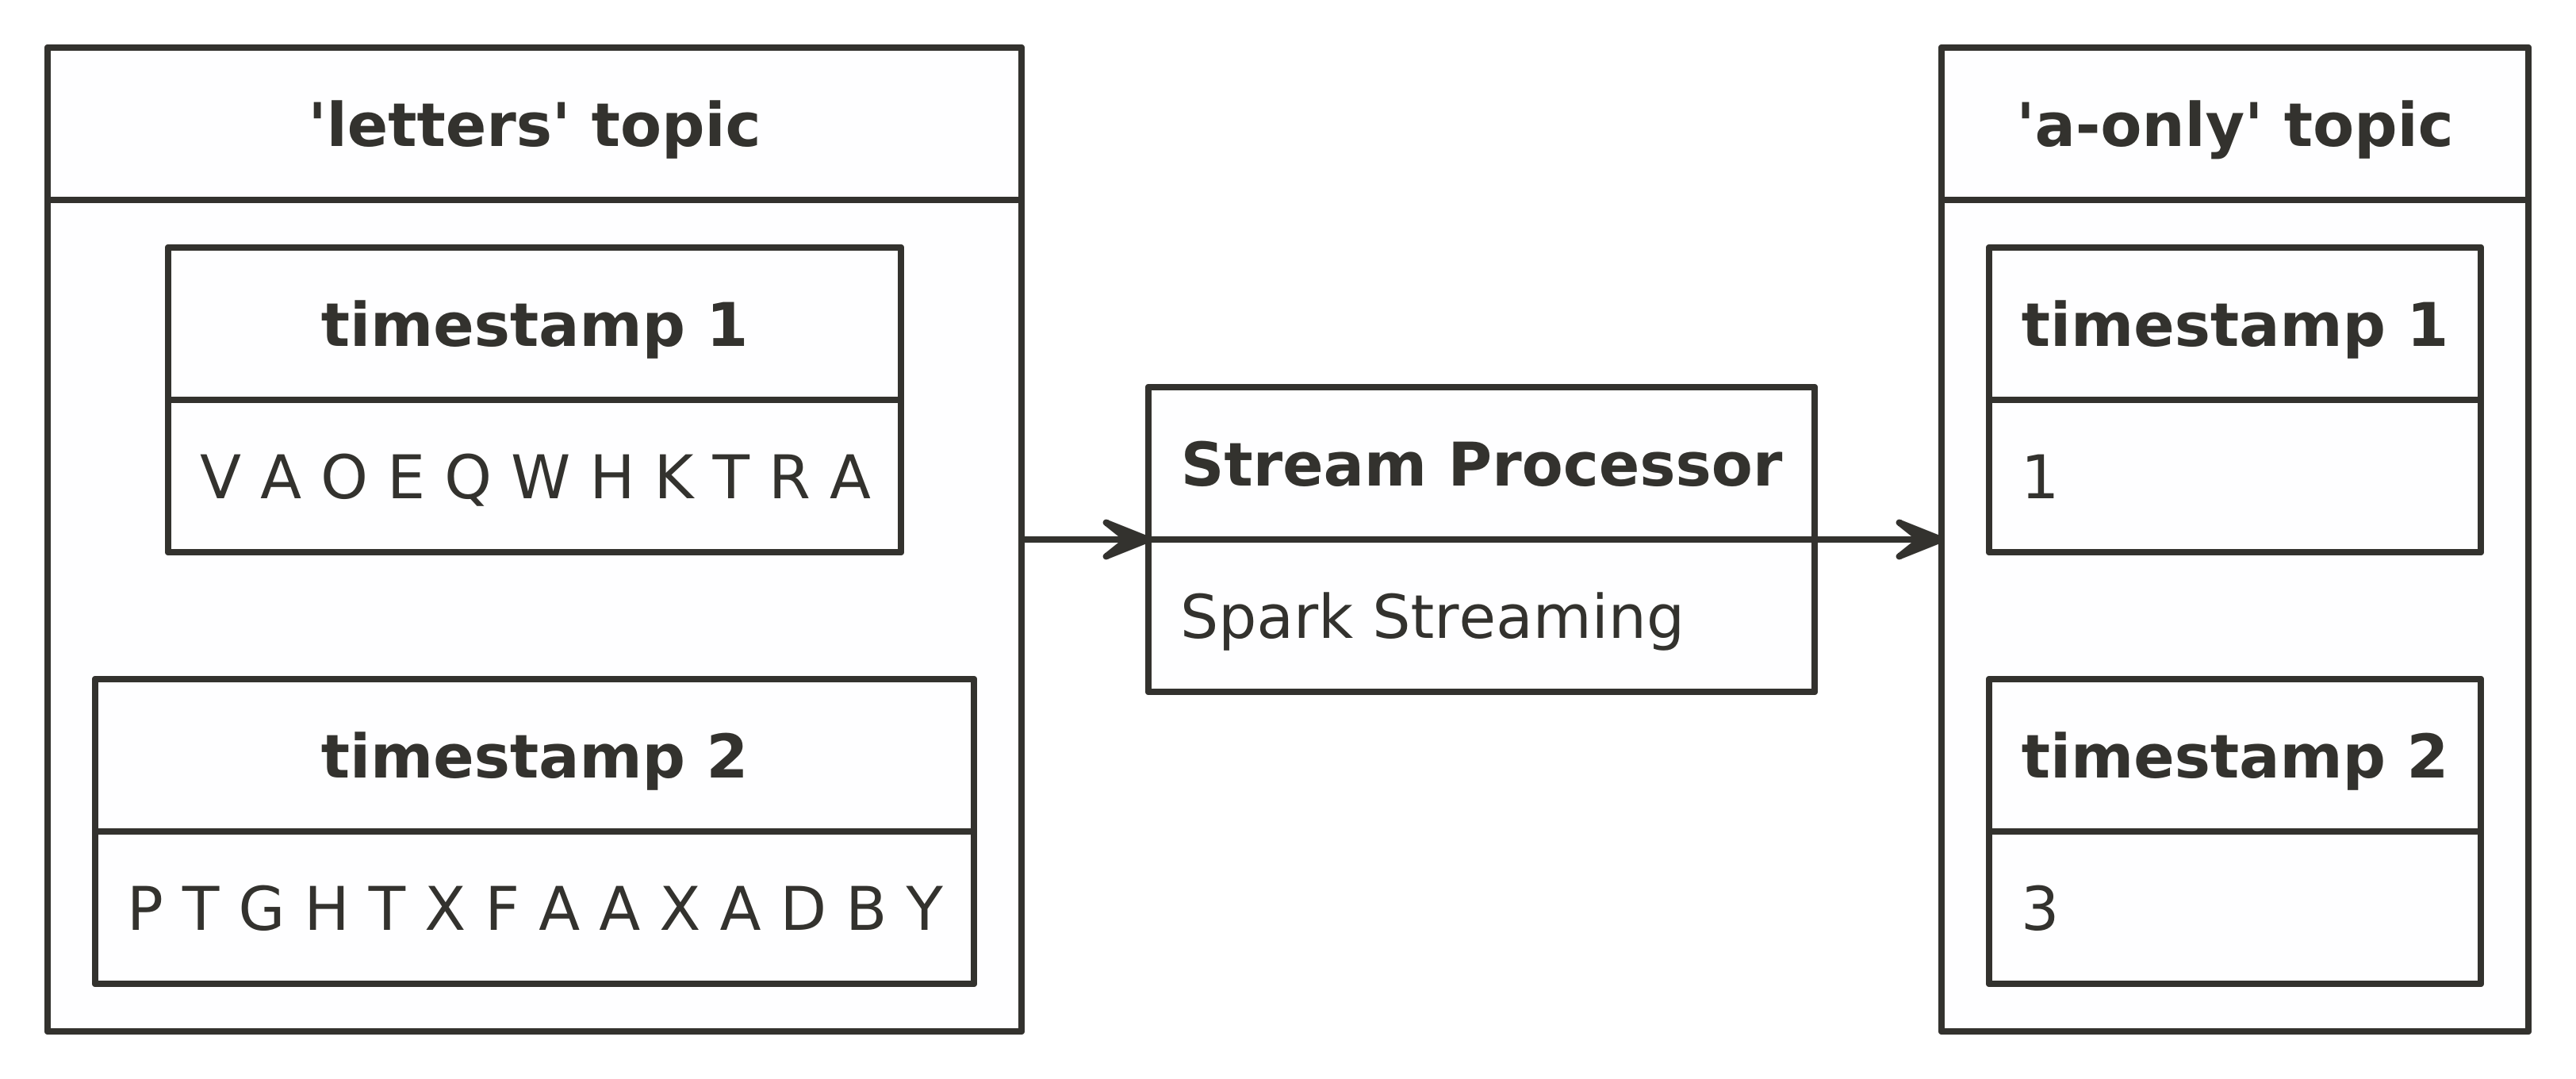 'letters' topic
timestamp 1
V A O E Q W H K T R A
timestamp 2
P T G H T X F A A X A D B Y
Stream Processor
Spark Streaming
'a-only' topic
timestamp 1
1
timestamp 2
3